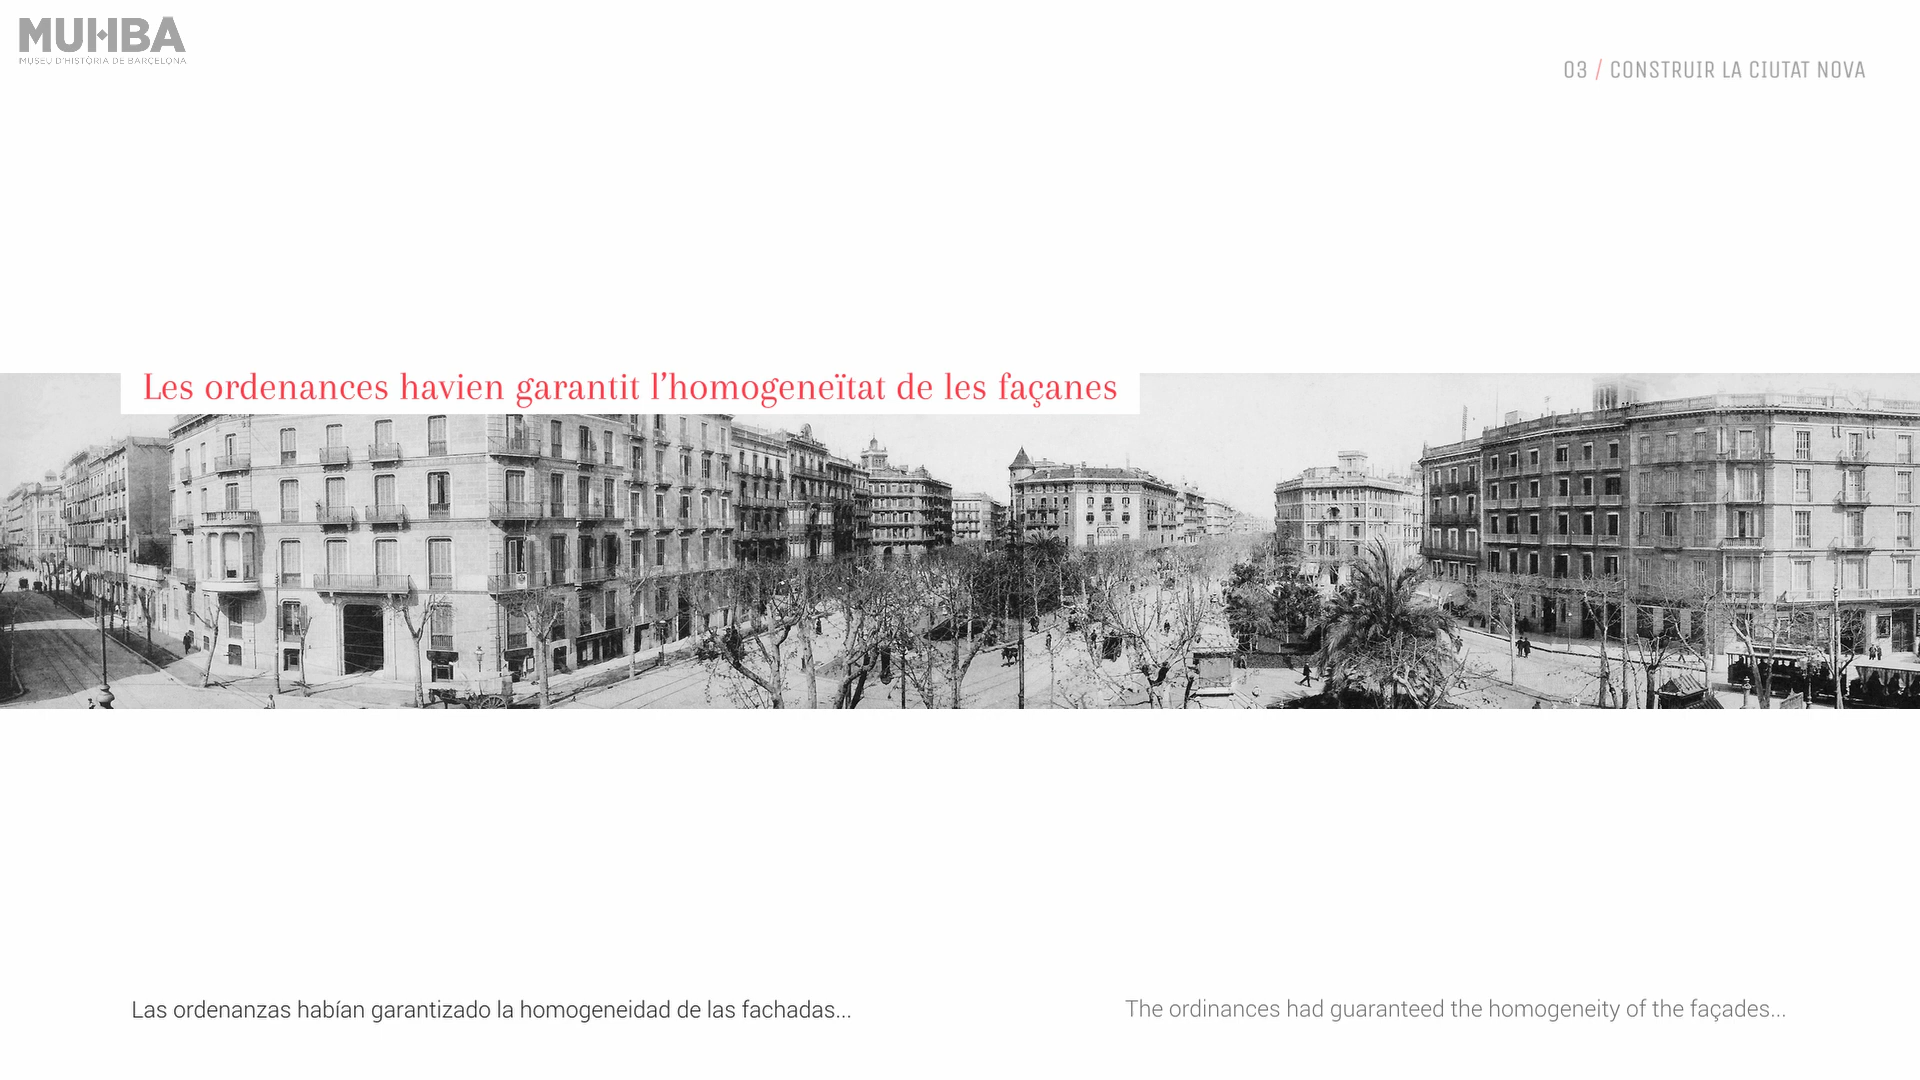 MUHBA
MUSEU D'HISTÒRIA DE BARCELONA
03 / CONSTRUIR LA CIUTAT NOVA
Les ordenances havien garantit l’homogeneïtat de les façanes
Las ordenanzas habían garantizado la homogeneidad de las fachadas...
The ordinances had guaranteed the homogeneity of the façades...